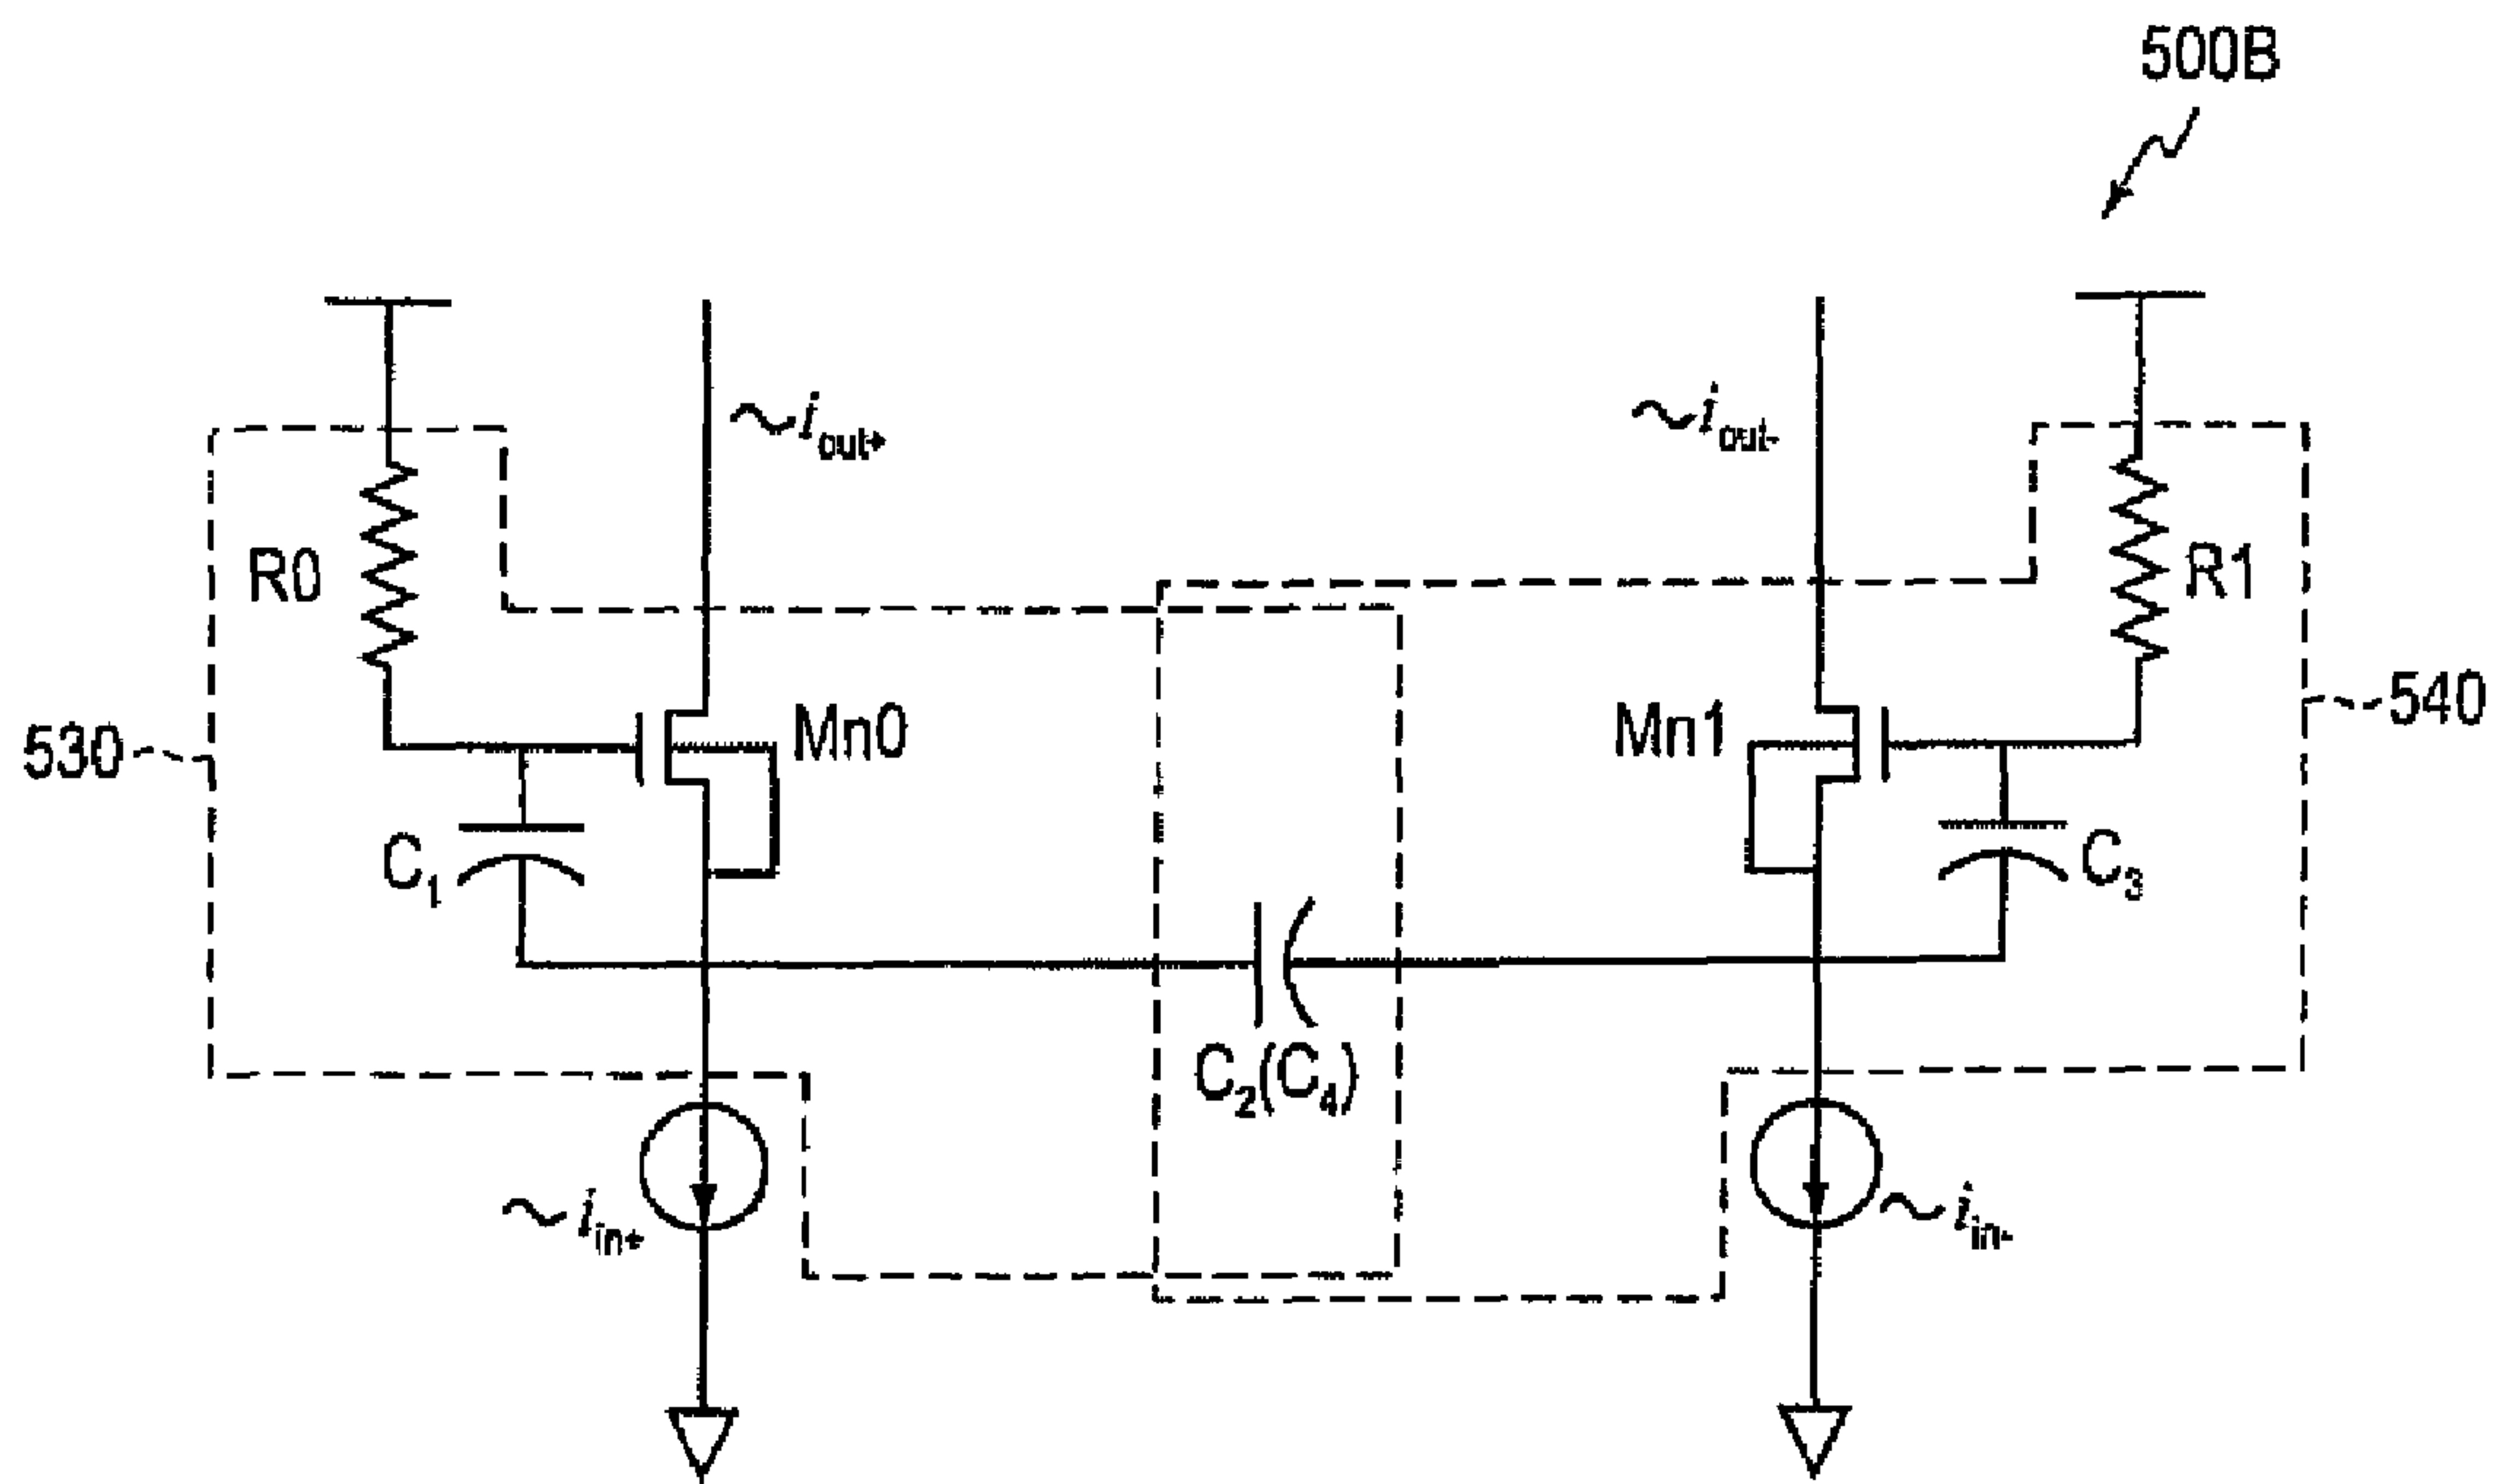 500B
~i_out+
~i_out-
R0
R1
530
Mn0
Mn1
540
C₁
C₃
C₂(C₄)
~i_in+
~i_in-